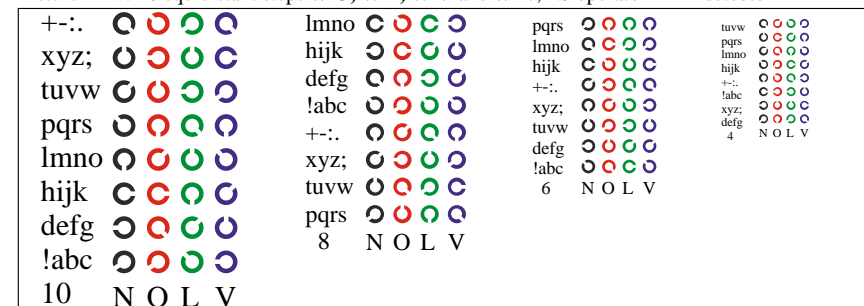 +-:.
xyz;
tuvw
pqrs
lmno
hijk
defg
!abc
10 N O L V
lmno
hijk
defg
!abc
+-:.
xyz;
tuvw
pqrs
8 N O L V
pqrs
lmno
hijk
+-:.
xyz;
tuvw
defg
!abc
6 N O L V
tuvw
pqrs
lmno
hijk
+-:.
!abc
xyz;
defg
4 N O L V